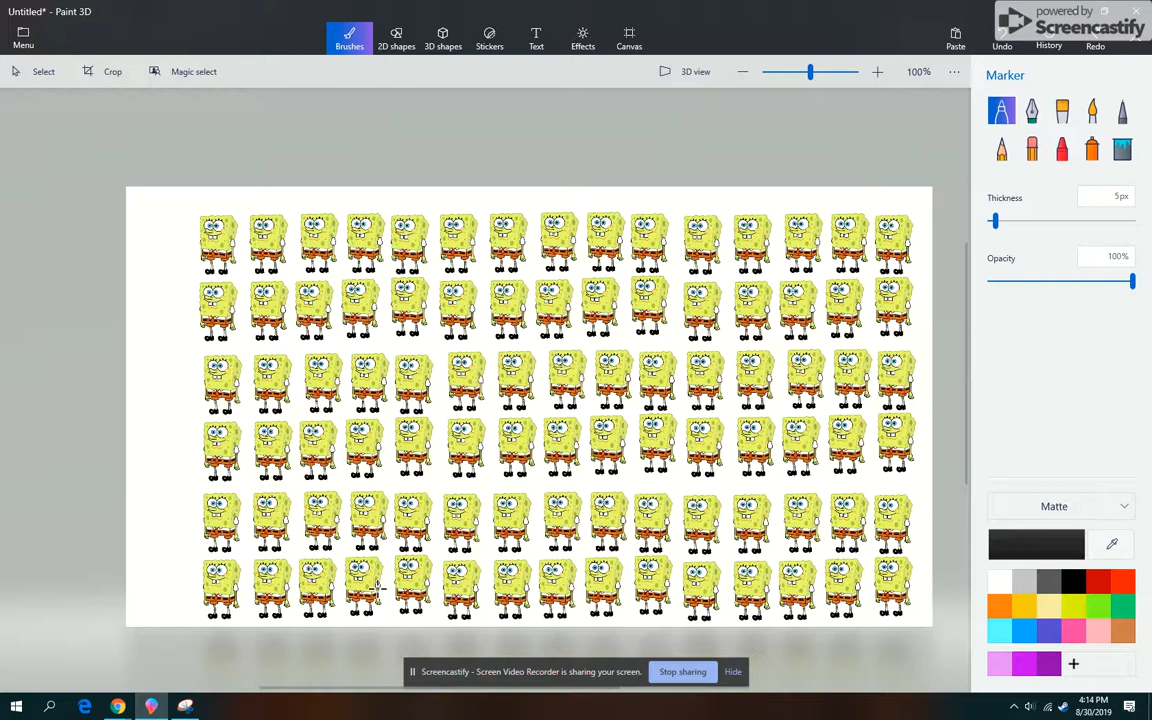 Untitled* - Paint 3D
powered by
Screencastify
Menu
Brushes
2D shapes
3D shapes
Stickers
Text
Effects
Canvas
Paste
Undo
History
Redo
Select
Crop
Magic select
3D view
100%
Marker
Thickness
5px
Opacity
100%
Matte
Screencastify - Screen Video Recorder is sharing your screen.
Stop sharing
Hide
4:14 PM
8/30/2019